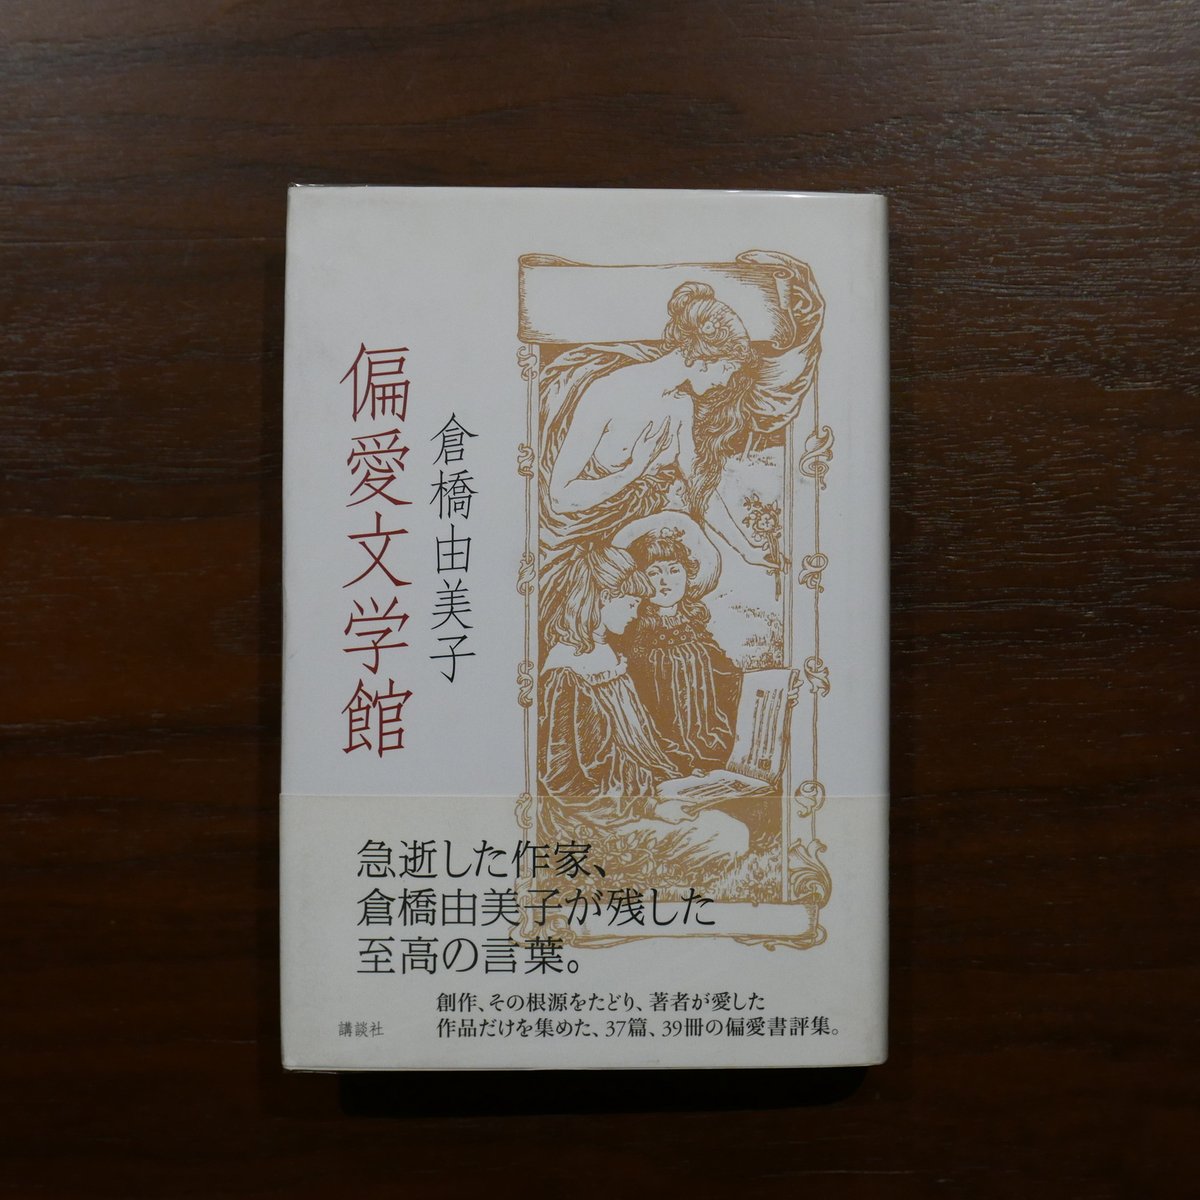 偏愛文学館
倉橋由美子
急逝した作家、
倉橋由美子が残した
至高の言葉。
創作、その根源をたどり、著者が愛した
作品だけを集めた、37篇、39冊の偏愛書評集。
講談社